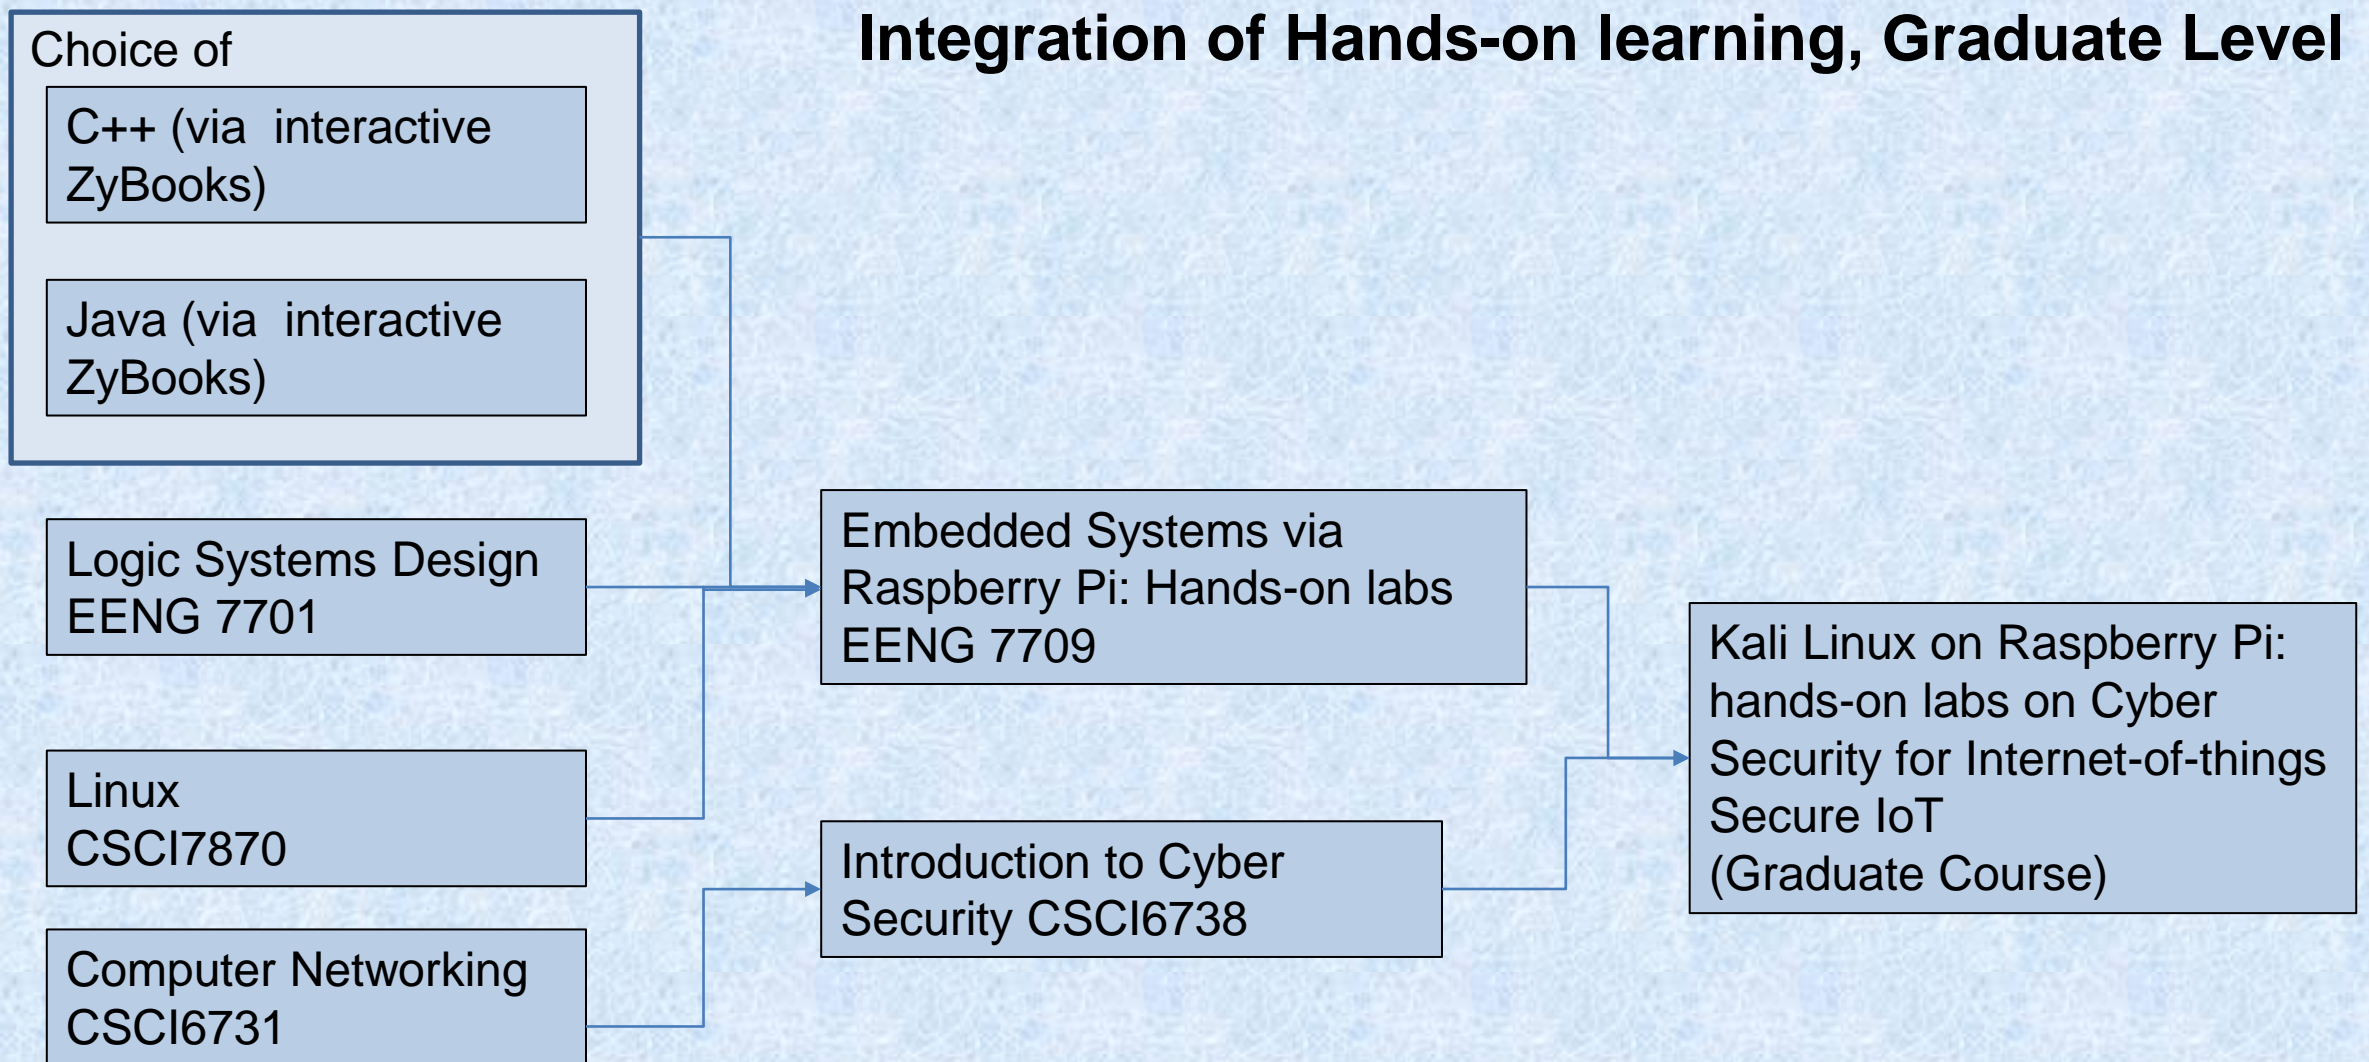 Integration of Hands-on learning, Graduate Level
Choice of
C++ (via interactive
ZyBooks)
Java (via interactive
ZyBooks)
Logic Systems Design
EENG 7701
Linux
CSCI7870
Computer Networking
CSCI6731
Embedded Systems via
Raspberry Pi: Hands-on labs
EENG 7709
Introduction to Cyber
Security CSCI6738
Kali Linux on Raspberry Pi:
hands-on labs on Cyber
Security for Internet-of-things
Secure IoT
(Graduate Course)